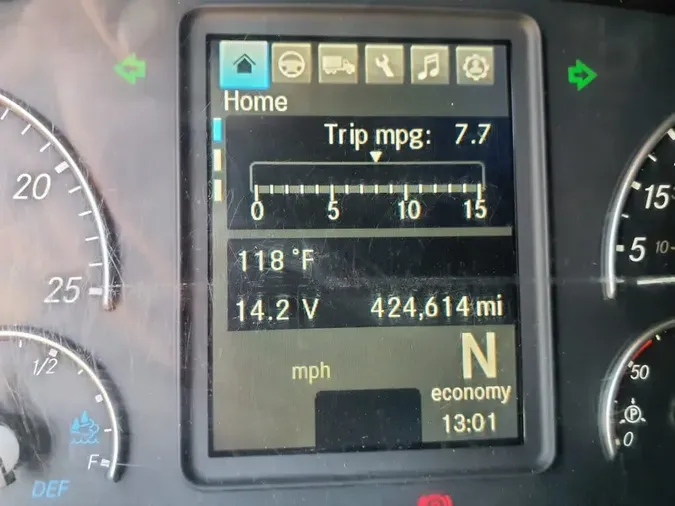 Home
Trip mpg: 7.7
0 5 10 15
118 °F
14.2 V 424,614 mi
N
mph
economy
13:01
20
25
1/2
F
DEF
15
5 10
50
P
0